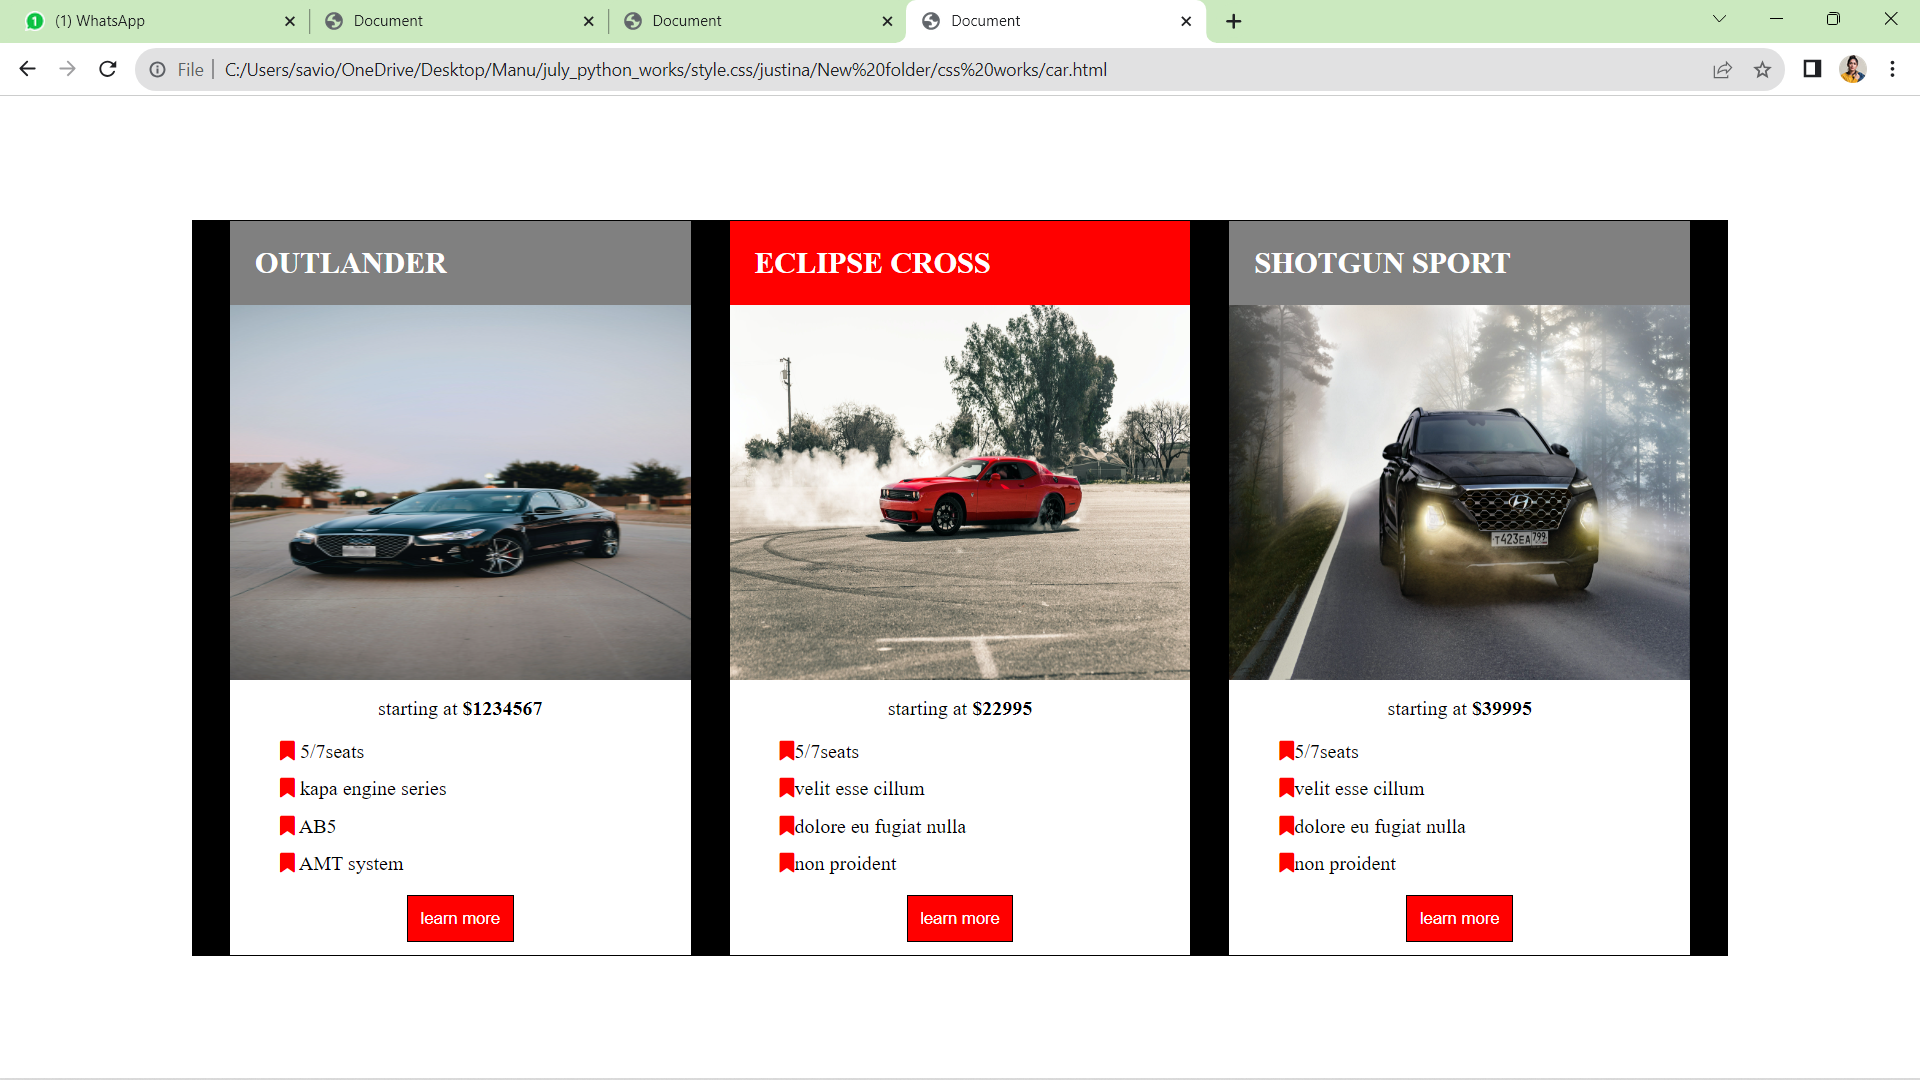 1 (1) WhatsApp
Document
Document
Document
File C:/Users/savio/OneDrive/Desktop/Manu/july_python_works/style.css/justina/New%20folder/css%20works/car.html
OUTLANDER
ECLIPSE CROSS
SHOTGUN SPORT
T423EA 799
starting at $1234567
5/7seats
kapa engine series
AB5
AMT system
learn more
starting at $22995
5/7seats
velit esse cillum
dolore eu fugiat nulla
non proident
learn more
starting at $39995
5/7seats
velit esse cillum
dolore eu fugiat nulla
non proident
learn more